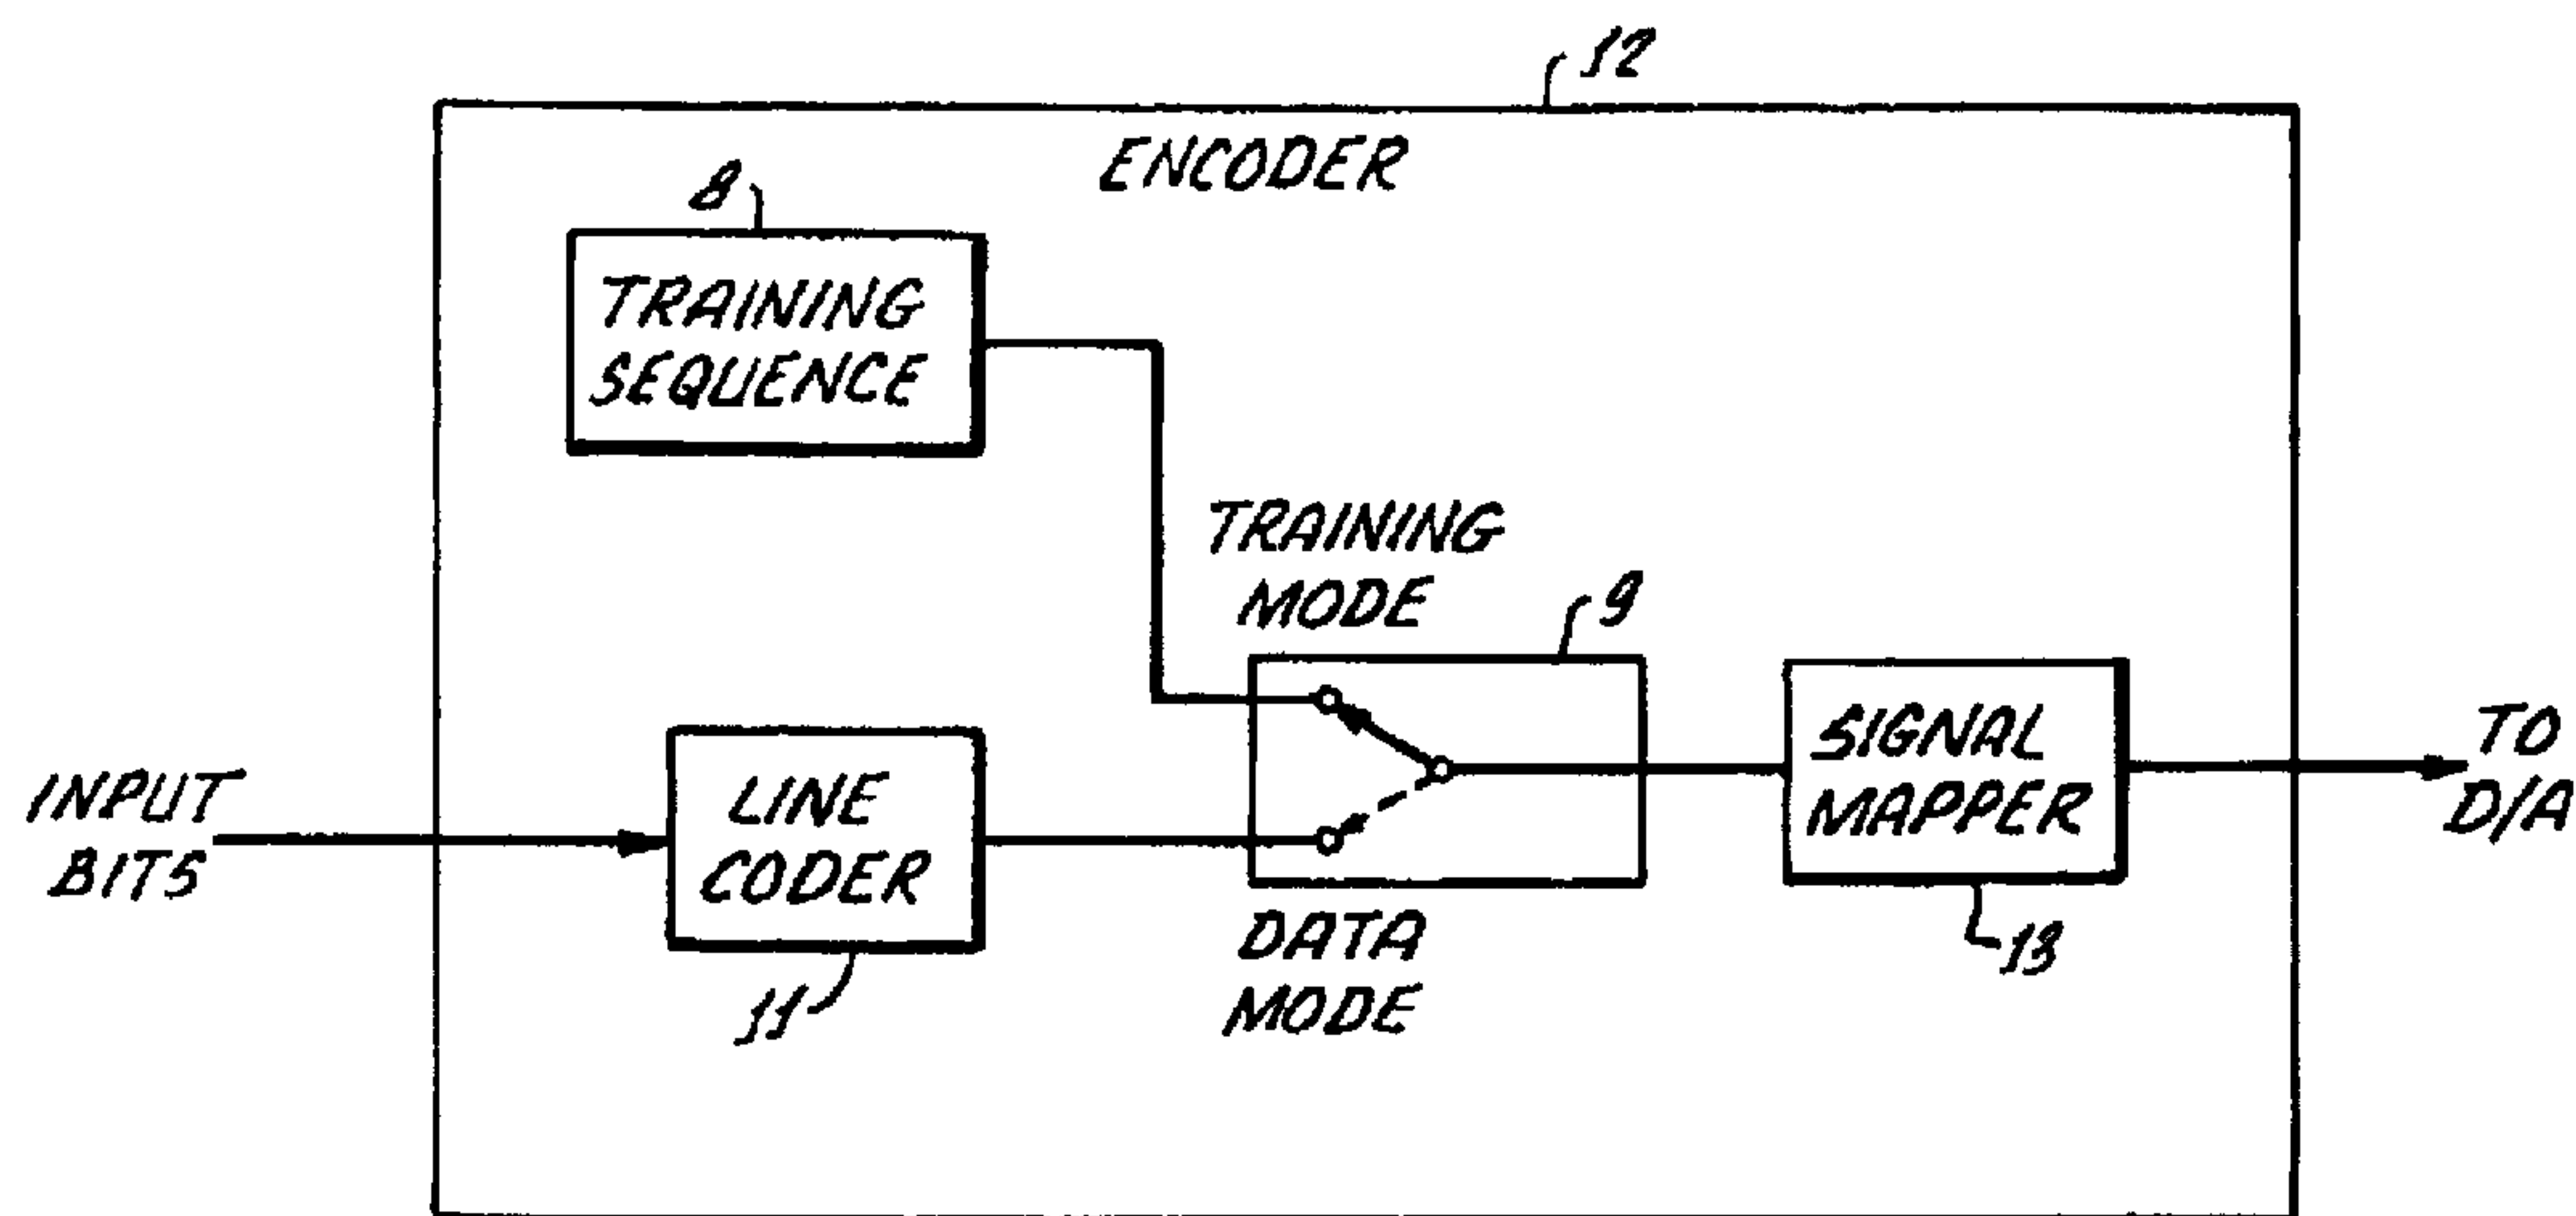 12
ENCODER
8
TRAINING
SEQUENCE
TRAINING
MODE
9
INPUT
BITS
LINE
CODER
11
DATA
MODE
SIGNAL
MAPPER
13
TO
D/A